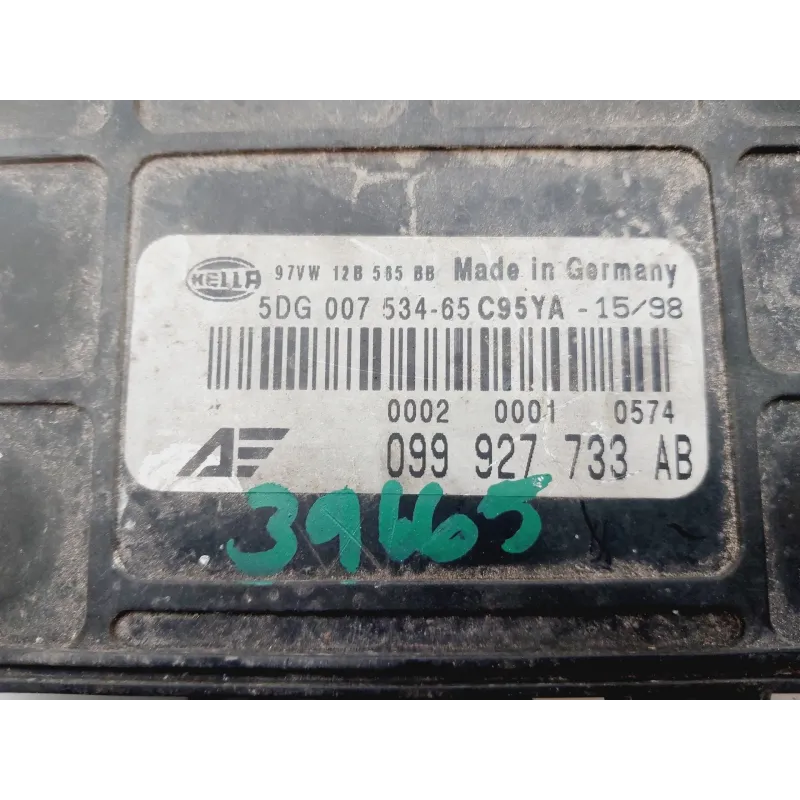 HELLA 97VW 12B 565 BB Made in Germany
5DG 007 534-65 C95YA - 15/98
0002 0001 0574
AE 099 927 733 AB